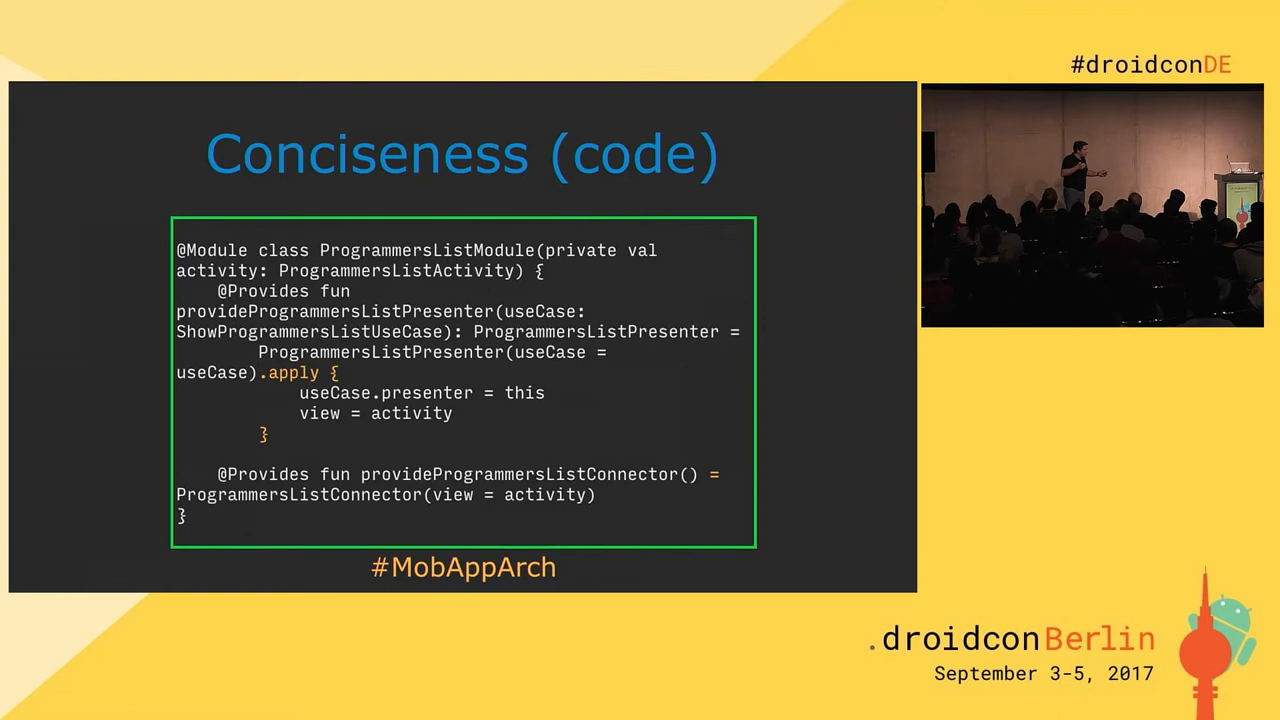 #droidconDE
Conciseness (code)
@Module class ProgrammersListModule(private val
activity: ProgrammersListActivity) {
@Provides fun
provideProgrammersListPresenter(useCase:
ShowProgrammersListUseCase): ProgrammersListPresenter =
ProgrammersListPresenter(useCase =
useCase).apply {
useCase.presenter = this
view = activity
}
@Provides fun provideProgrammersListConnector() =
ProgrammersListConnector(view = activity)
}
#MobAppArch
.droidconBerlin
September 3-5, 2017